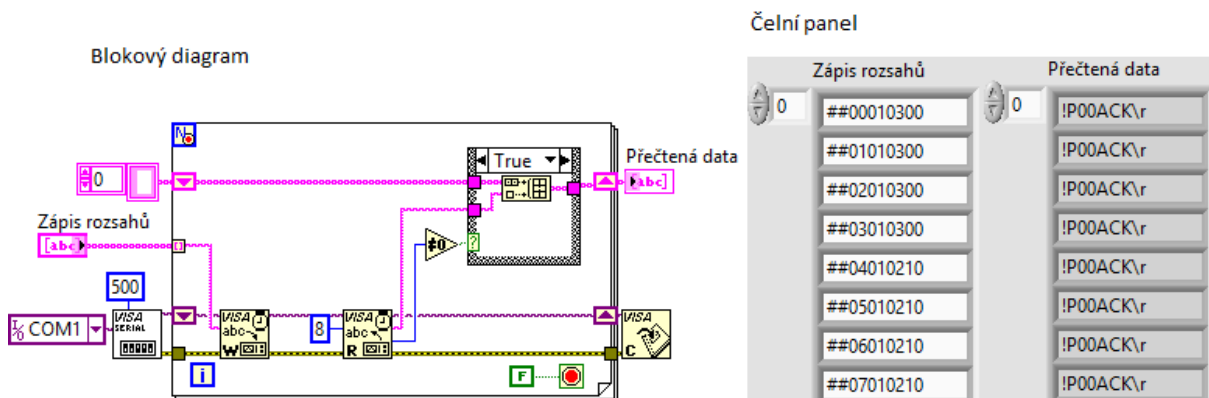 Blokový diagram
N
0
True
Přečtená data
abc
Zápis rozsahů
abc
?
≠0
500
VISA
SERIAL
I/O COM1
VISA
abc
W
8
VISA
abc
R
VISA
C
i
F
Čelní panel
Zápis rozsahů Přečtená data
0 ##00010300 0 !P00ACK\r
##01010300 !P00ACK\r
##02010300 !P00ACK\r
##03010300 !P00ACK\r
##04010210 !P00ACK\r
##05010210 !P00ACK\r
##06010210 !P00ACK\r
##07010210 !P00ACK\r